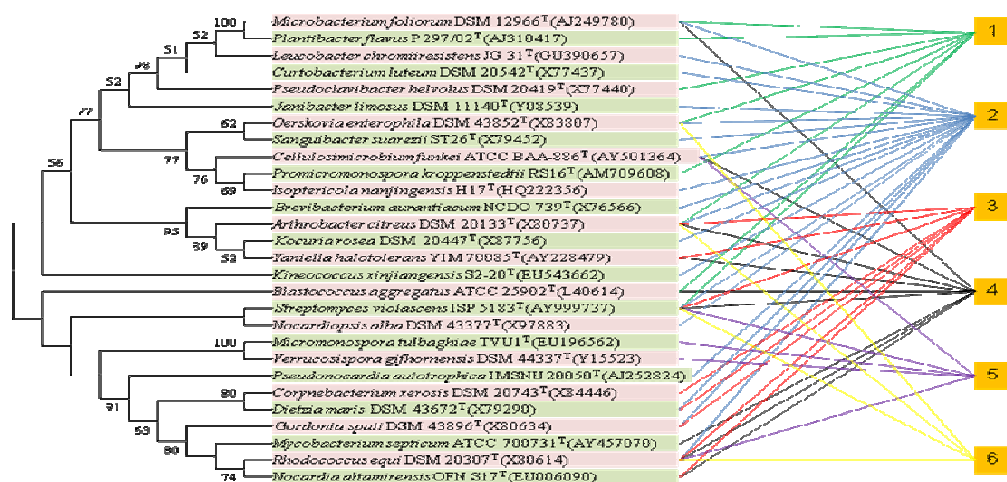 Microbacterium foliorum DSM 12966T(AJ249780)
Plantibacter flavus P 297/02T(AJ310417)
Leucobacter chromiiresistens JG 31T(GU390657)
Curtobacterium luteum DSM 20542T(X77437)
Pseudoclavibacter helvolus DSM 20419T(X77440)
Janibacter limosus DSM 11140T(Y08539)
Oerskovia enterophila DSM 43852T(X83807)
Sanguibacter suarezii ST26T(X79452)
Cellulosimicrobium funkei ATCC BAA-886T(AY501364)
Promicromonospora kroppenstedtii RS16T(AM709608)
Isoptericola nanjingensis H17T(HQ222356)
Brevibacterium aurantiacum NCDO 739T(X76566)
Arthrobacter citreus DSM 20133T(X80737)
Kocuria rosea DSM 20447T(X87756)
Yaniella halotolerans YIM 70085T(AY228479)
Kineococcus xinjiangensis S2-20T(EU543662)
Blastococcus aggregatus ATCC 25902T(L40614)
Streptomyces violascens ISP 5183T(AY999737)
Nocardiopsis alba DSM 43377T(X97883)
Micromonospora tulbaghiae TVU1T(EU196562)
Verrucosispora gifhornensis DSM 44337T(Y15523)
Pseudonocardia autotrophica IMSNU 20050T(AJ252824)
Corynebacterium xerosis DSM 20743T(X84446)
Dietzia maris DSM 43672T(X79290)
Gordonia sputi DSM 43896T(X80634)
Mycobacterium septicum ATCC 700731T(AY457070)
Rhodococcus equi DSM 20307T(X80614)
Nocardia altamirensis OFN S17T(EU006090)
100
52
51
52
77
62
77
76
69
56
95
89
53
100
91
80
53
80
74
1
2
3
4
5
6